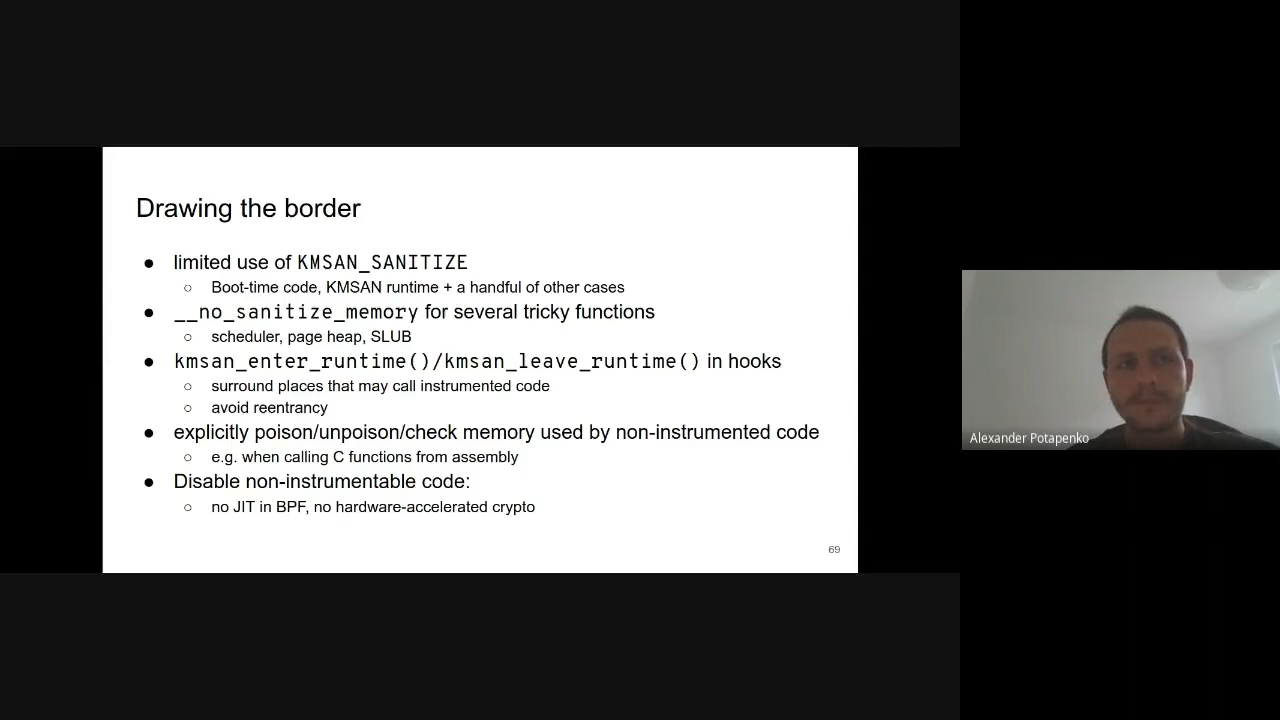 Drawing the border
● limited use of KMSAN_SANITIZE
○ Boot-time code, KMSAN runtime + a handful of other cases
● __no_sanitize_memory for several tricky functions
○ scheduler, page heap, SLUB
● kmsan_enter_runtime()/kmsan_leave_runtime() in hooks
○ surround places that may call instrumented code
○ avoid reentrancy
● explicitly poison/unpoison/check memory used by non-instrumented code
○ e.g. when calling C functions from assembly
● Disable non-instrumentable code:
○ no JIT in BPF, no hardware-accelerated crypto
69
Alexander Potapenko